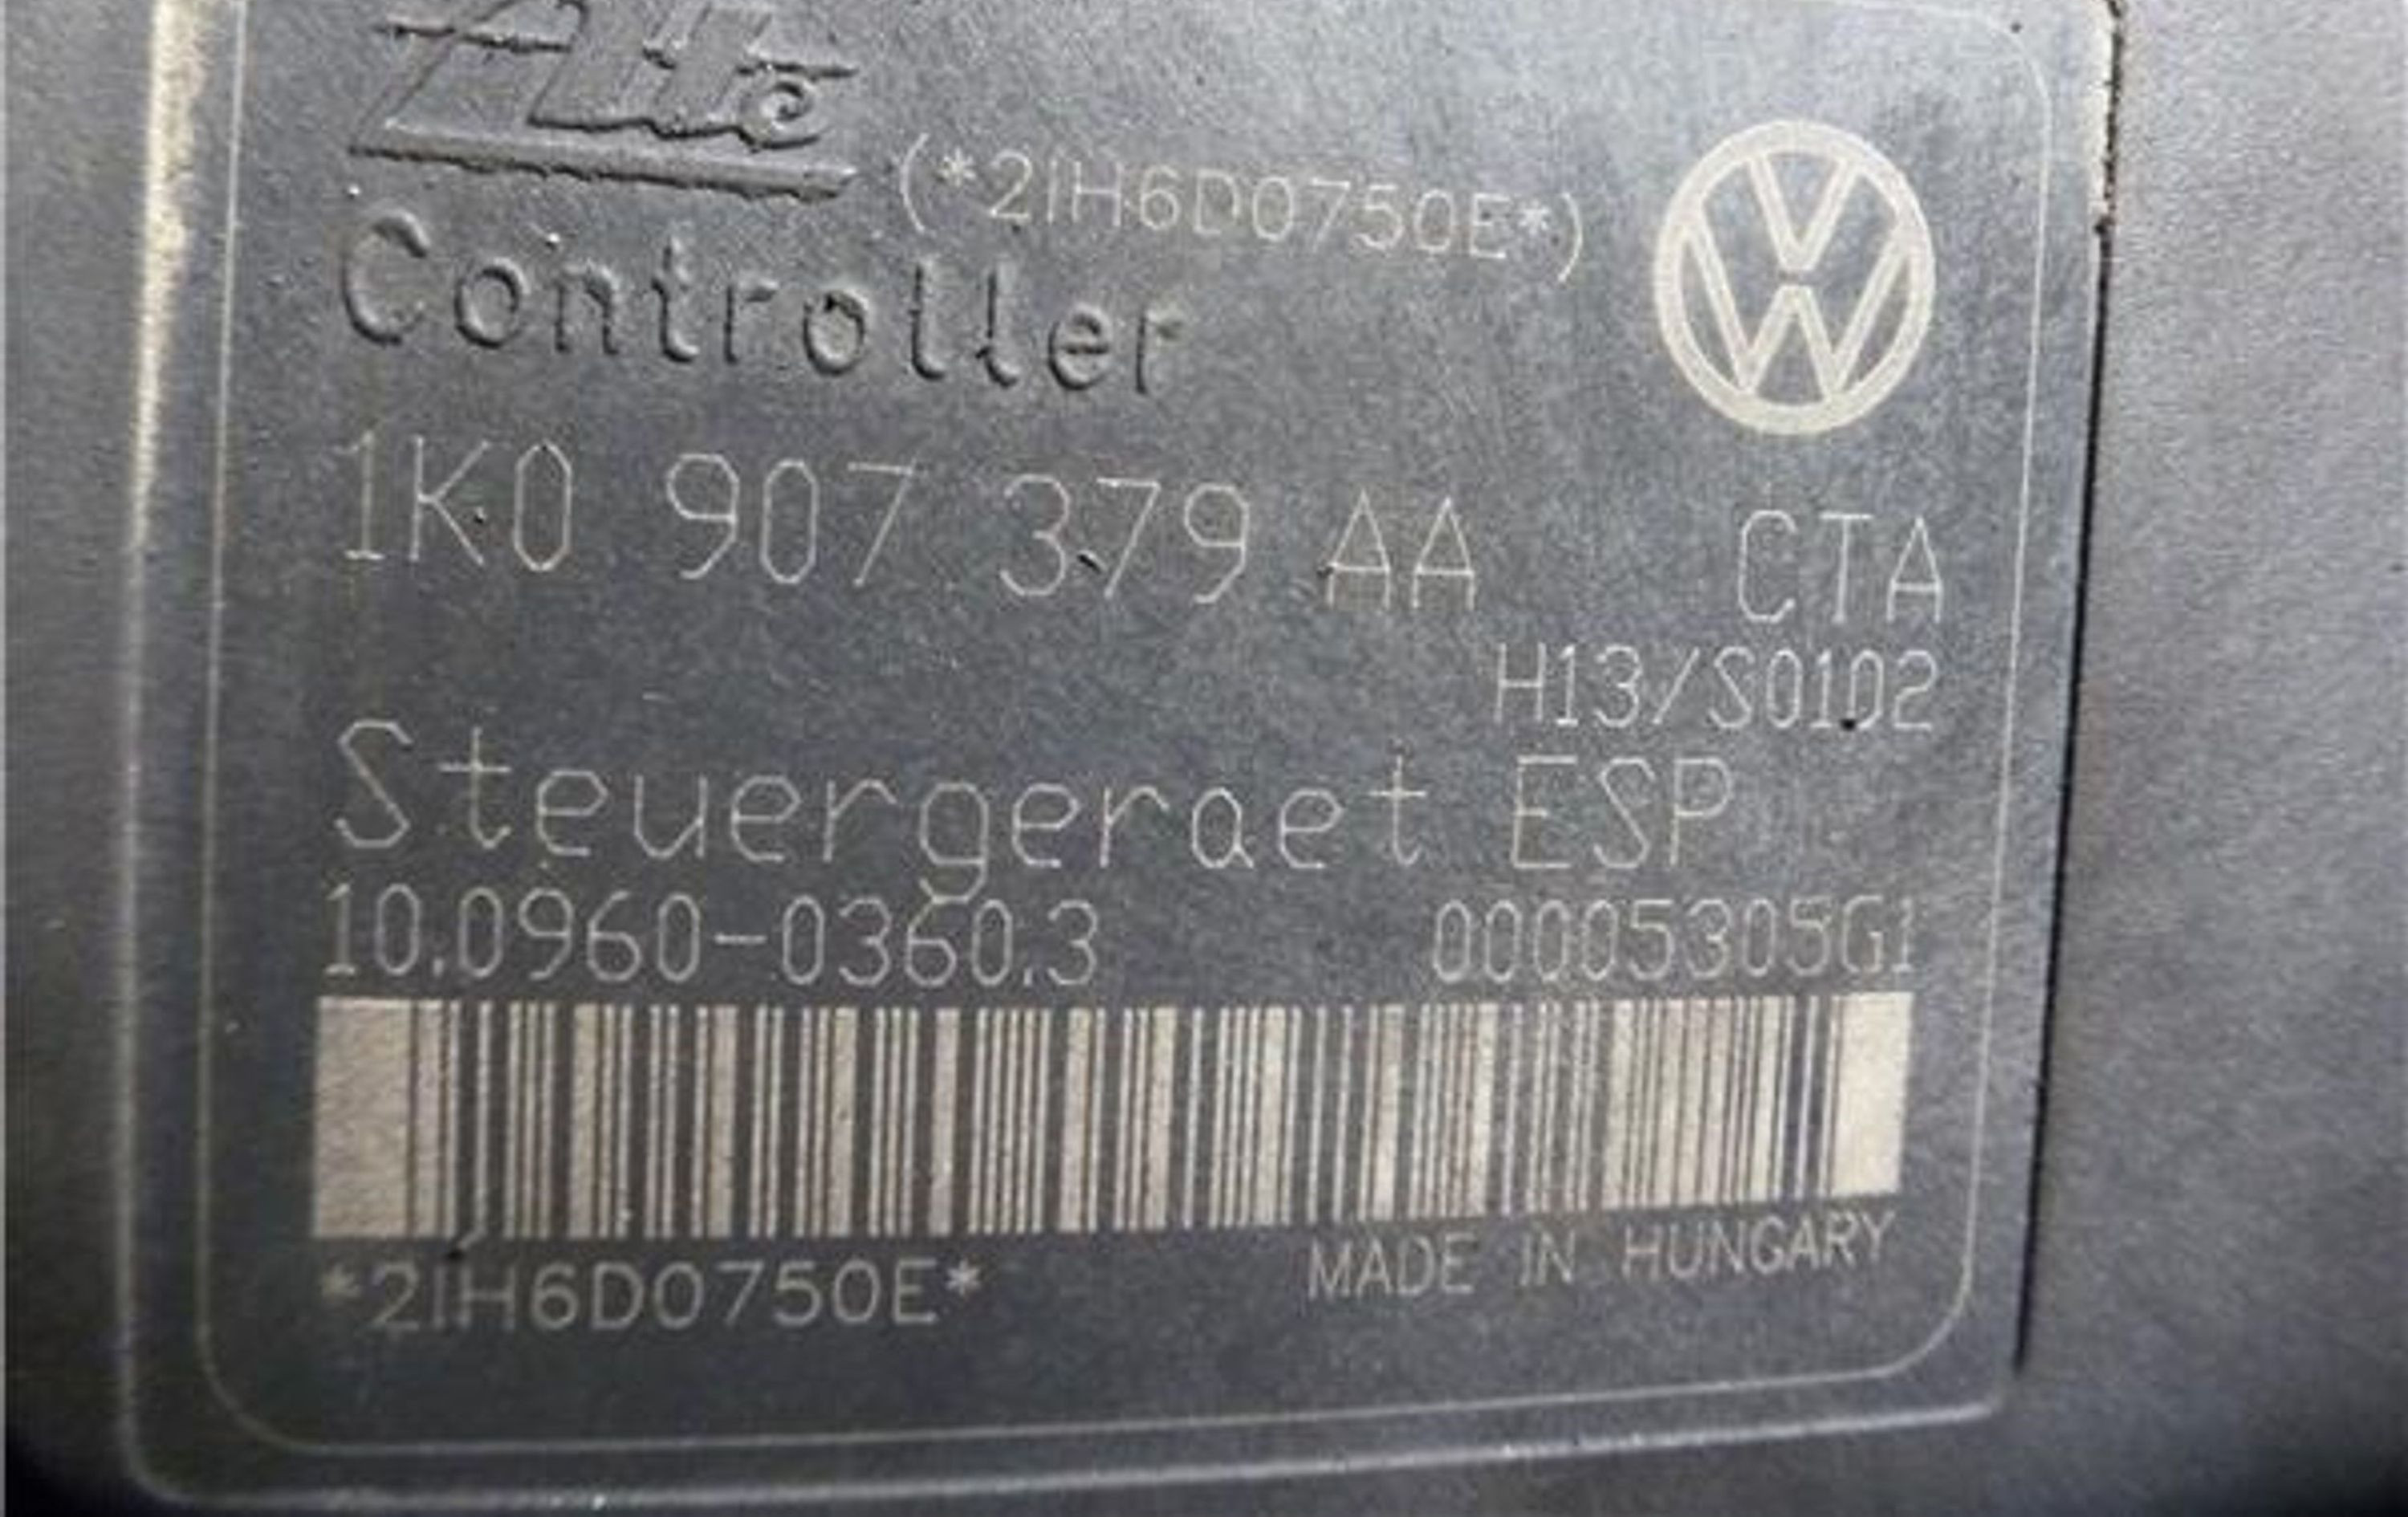 Ate
(*2IH6D0750E*)
Controller
1K0 907 379 AA CTA
H13/S0102
Steuergeraet ESP
10.0960-0360.3 00005305G1
*2IH6D0750E* MADE IN HUNGARY